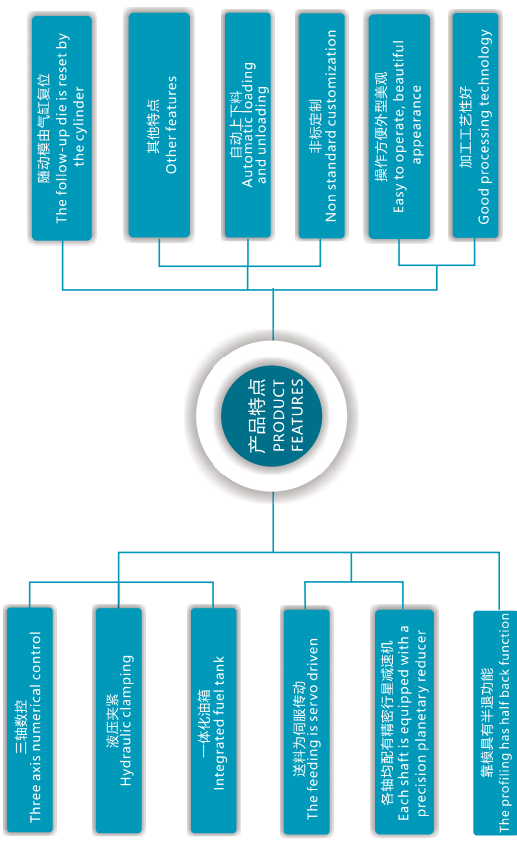 三轴数控
Three axis numerical control
液压夹紧
Hydraulic clamping
一体化油箱
Integrated fuel tank
送料为伺服传动
The feeding is servo driven
各轴均配有精密行星减速机
Each shaft is equipped with a
precision planetary reducer
靠模具有半退功能
The profiling has half back function
产品特点
PRODUCT
FEATURES
随动模由气缸复位
The follow-up die is reset by
the cylinder
其他特点
Other features
自动上下料
Automatic loading
and unloading
非标定制
Non standard customization
操作方便外型美观
Easy to operate, beautiful
appearance
加工工艺性好
Good processing technology